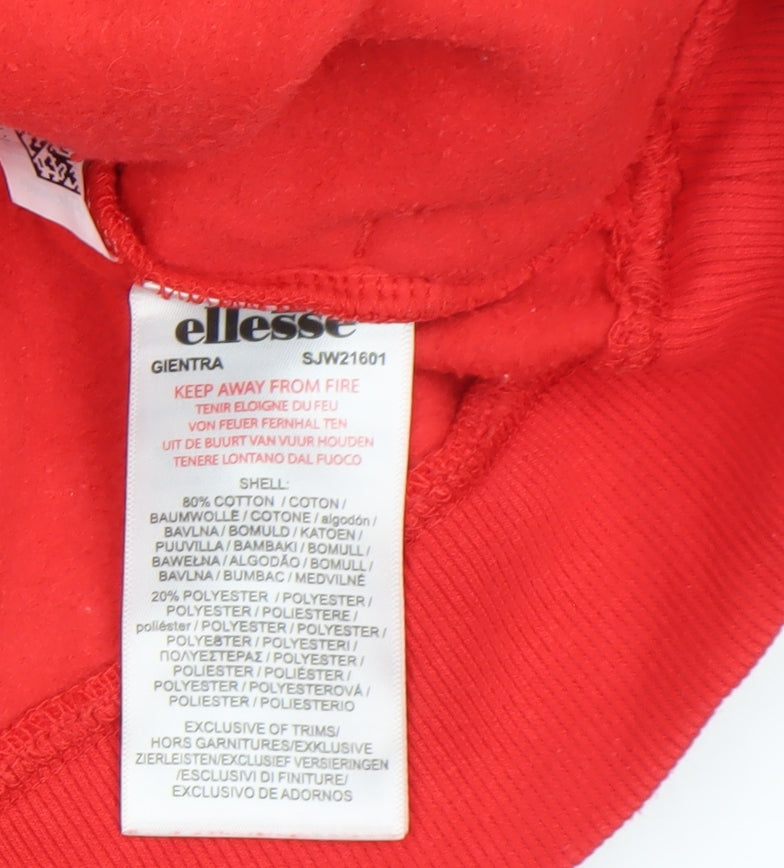 ellesse
GIENTRA SJW21601
KEEP AWAY FROM FIRE
TENIR ELOIGNE DU FEU
VON FEUER FERNHAL TEN
UIT DE BUURT VAN VUUR HOUDEN
TENERE LONTANO DAL FUOCO
SHELL:
80% COTTON / COTON /
BAUMWOLLE / COTONE / algodón /
BAVLNA / BOMULD / KATOEN /
PUUVILLA / BAMBAKI / BOMULL /
BAWEŁNA / ALGODÃO / BOMULL /
BAVLNA / BUMBAC / MEDVILNĖ
20% POLYESTER / POLYESTER /
POLYESTER / POLIESTERE /
poliéster / POLYESTER / POLYESTER /
POLYEBTER / POLYESTERI /
ΠΟΛΥΕΣΤΕΡΑΣ / POLYESTER /
POLIESTER / POLIÉSTER /
POLYESTER / POLYESTEROVÁ /
POLIESTER / POLIESTERIO
EXCLUSIVE OF TRIMS/
HORS GARNITURES/EXKLUSIVE
ZIERLEISTEN/EXCLUSIEF VERSIERINGEN
/ESCLUSIVI DI FINITURE/
EXCLUSIVO DE ADORNOS